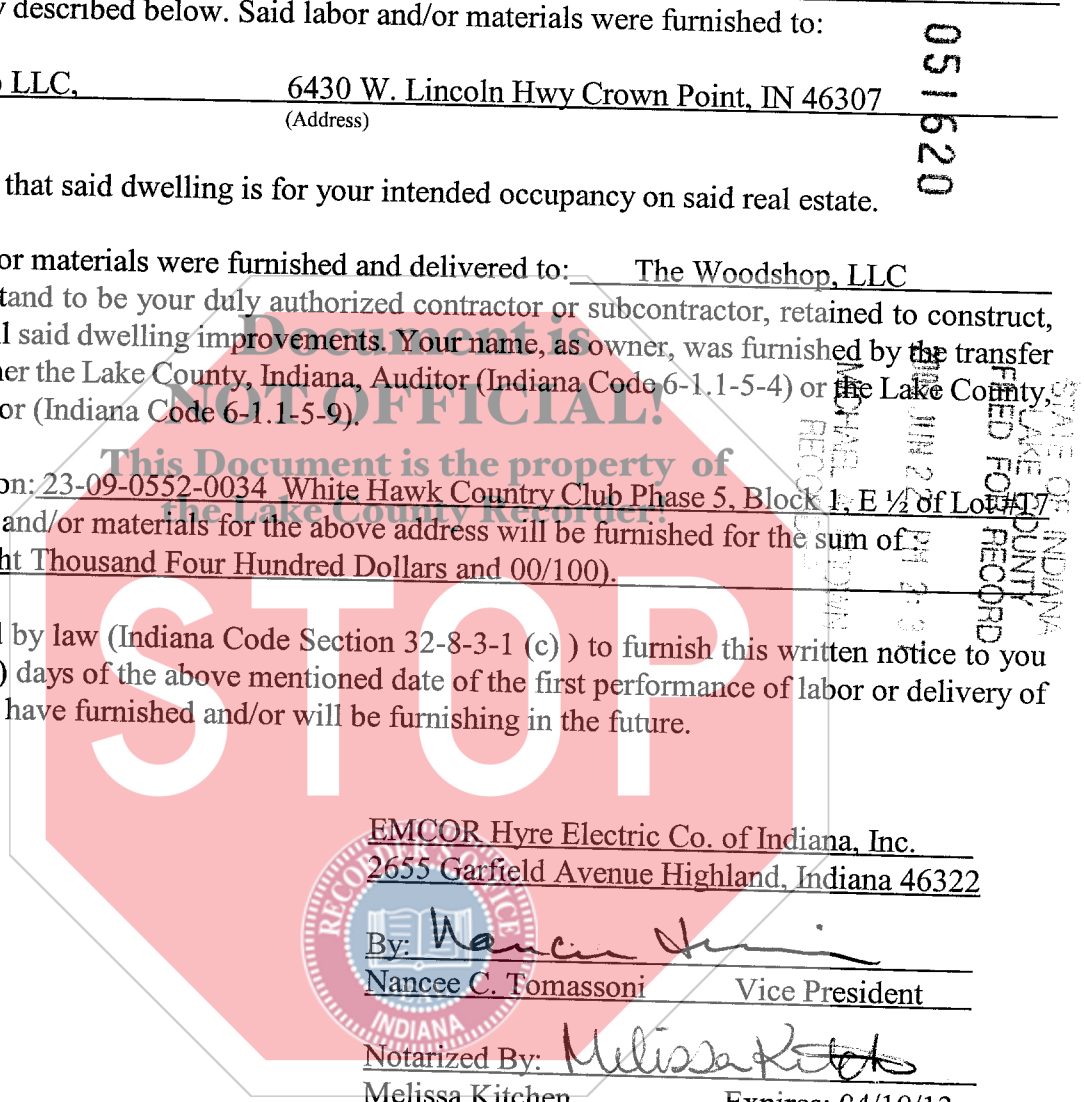 described below. Said labor and/or materials were furnished to:
LLC, 6430 W. Lincoln Hwy Crown Point, IN 46307
(Address)
051620
that said dwelling is for your intended occupancy on said real estate.
or materials were furnished and delivered to: The Woodshop, LLC
tand to be your duly authorized contractor or subcontractor, retained to construct,
l said dwelling improvements. Your name, as owner, was furnished by the transfer
er the Lake County, Indiana, Auditor (Indiana Code 6-1.1-5-4) or the Lake County,
or (Indiana Code 6-1.1-5-9).
on: 23-09-0552-0034 White Hawk Country Club Phase 5, Block 1, E ½ of Lot #T7
and/or materials for the above address will be furnished for the sum of:
ht Thousand Four Hundred Dollars and 00/100).
by law (Indiana Code Section 32-8-3-1 (c) ) to furnish this written notice to you
) days of the above mentioned date of the first performance of labor or delivery of
have furnished and/or will be furnishing in the future.
Document is
NOT OFFICIAL!
This Document is the property of
the Lake County Recorder!
STOP
STATE OF INDIANA
LAKE COUNTY
FILED FOR RECORD
EMCOR Hyre Electric Co. of Indiana, Inc.
2655 Garfield Avenue Highland, Indiana 46322
By:
Nancee C. Tomassoni Vice President
RECORDER'S OFFICE
INDIANA
Notarized By: Melissa Kitchen
Melissa Kitchen Expires: 04/10/12